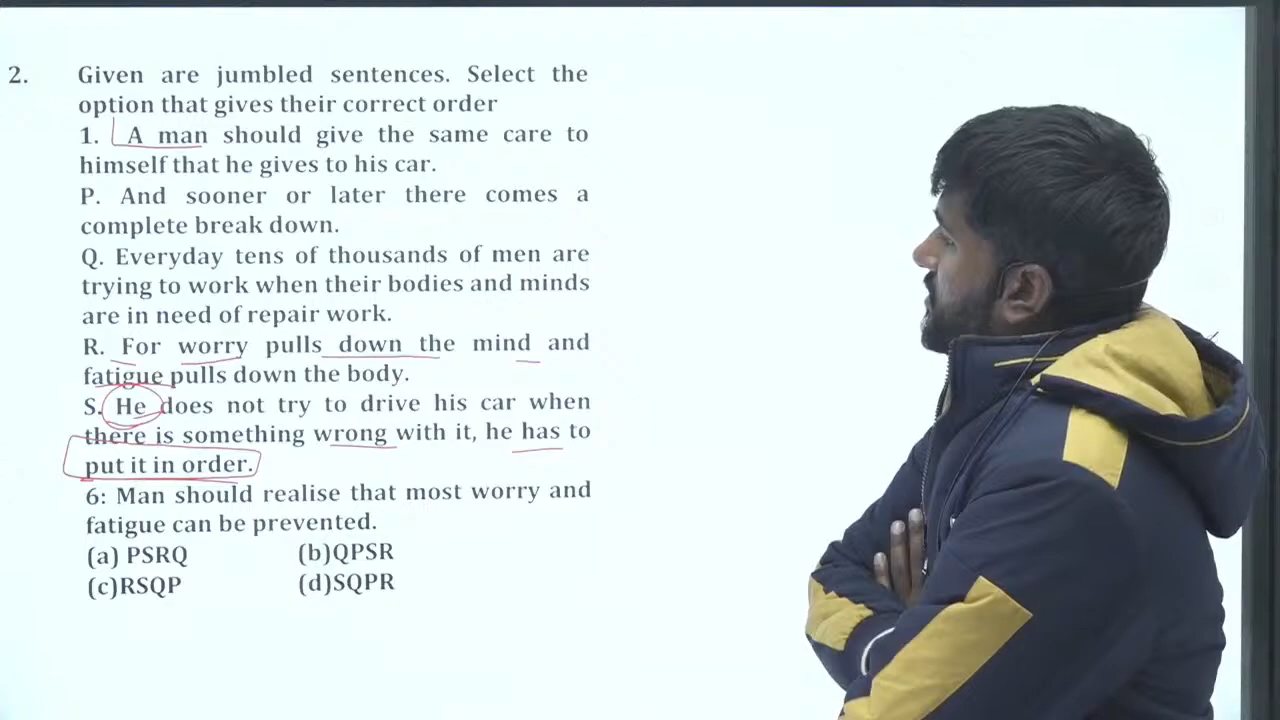 2. Given are jumbled sentences. Select the
option that gives their correct order
1. A man should give the same care to
himself that he gives to his car.
P. And sooner or later there comes a
complete break down.
Q. Everyday tens of thousands of men are
trying to work when their bodies and minds
are in need of repair work.
R. For worry pulls down the mind and
fatigue pulls down the body.
S. He does not try to drive his car when
there is something wrong with it, he has to
put it in order.
6: Man should realise that most worry and
fatigue can be prevented.
(a) PSRQ (b)QPSR
(c)RSQP (d)SQPR